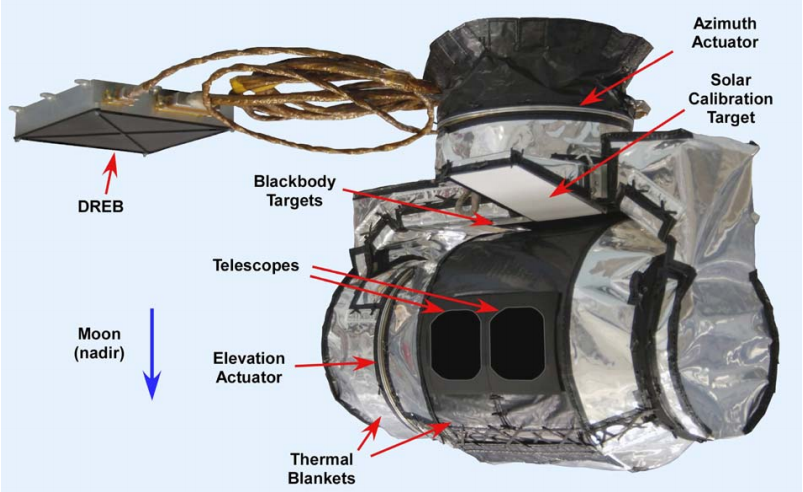 Azimuth
Actuator
Solar
Calibration
Target
Blackbody
Targets
DREB
Telescopes
Moon
(nadir)
Elevation
Actuator
Thermal
Blankets